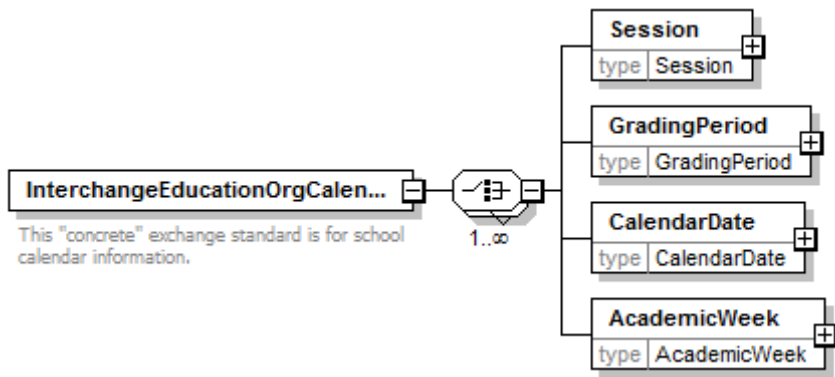 Session
type Session
GradingPeriod
type GradingPeriod
InterchangeEducationOrgCalen...
This "concrete" exchange standard is for school
calendar information.
1..∞
CalendarDate
type CalendarDate
AcademicWeek
type AcademicWeek